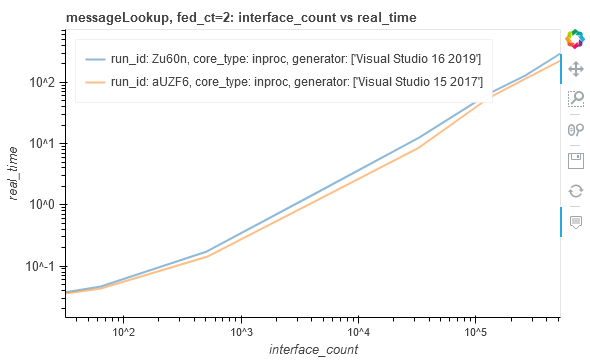 messageLookup, fed_ct=2: interface_count vs real_time
run_id: Zu60n, core_type: inproc, generator: ['Visual Studio 16 2019']
run_id: aUZF6, core_type: inproc, generator: ['Visual Studio 15 2017']
real_time
10^2
10^1
10^0
10^-1
10^2 10^3 10^4 10^5
interface_count